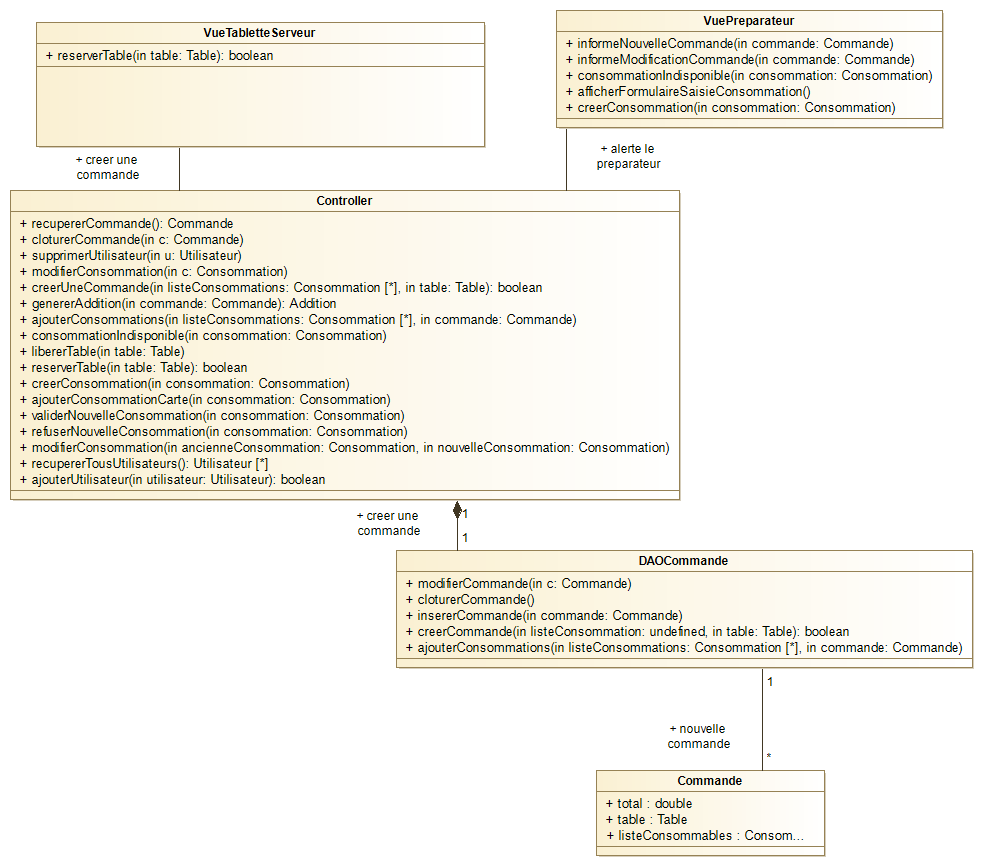 VueTabletteServeur
+ reserverTable(in table: Table): boolean
VuePreparateur
+ informeNouvelleCommande(in commande: Commande)
+ informeModificationCommande(in commande: Commande)
+ consommationIndisponible(in consommation: Consommation)
+ afficherFormulaireSaisieConsommation()
+ creerConsommation(in consommation: Consommation)
+ creer une
commande
+ alerte le
preparateur
Controller
+ recupererCommande(): Commande
+ cloturerCommande(in c: Commande)
+ supprimerUtilisateur(in u: Utilisateur)
+ modifierConsommation(in c: Consommation)
+ creerUneCommande(in listeConsommations: Consommation [*], in table: Table): boolean
+ genererAddition(in commande: Commande): Addition
+ ajouterConsommations(in listeConsommations: Consommation [*], in commande: Commande)
+ consommationIndisponible(in consommation: Consommation)
+ libererTable(in table: Table)
+ reserverTable(in table: Table): boolean
+ creerConsommation(in consommation: Consommation)
+ ajouterConsommationCarte(in consommation: Consommation)
+ validerNouvelleConsommation(in consommation: Consommation)
+ refuserNouvelleConsommation(in consommation: Consommation)
+ modifierConsommation(in ancienneConsommation: Consommation, in nouvelleConsommation: Consommation)
+ recupererTousUtilisateurs(): Utilisateur [*]
+ ajouterUtilisateur(in utilisateur: Utilisateur): boolean
+ creer une
commande
1
1
DAOCommande
+ modifierCommande(in c: Commande)
+ cloturerCommande()
+ insererCommande(in commande: Commande)
+ creerCommande(in listeConsommation: undefined, in table: Table): boolean
+ ajouterConsommations(in listeConsommations: Consommation [*], in commande: Commande)
1
+ nouvelle
commande
*
Commande
+ total : double
+ table : Table
+ listeConsommables : Consom...